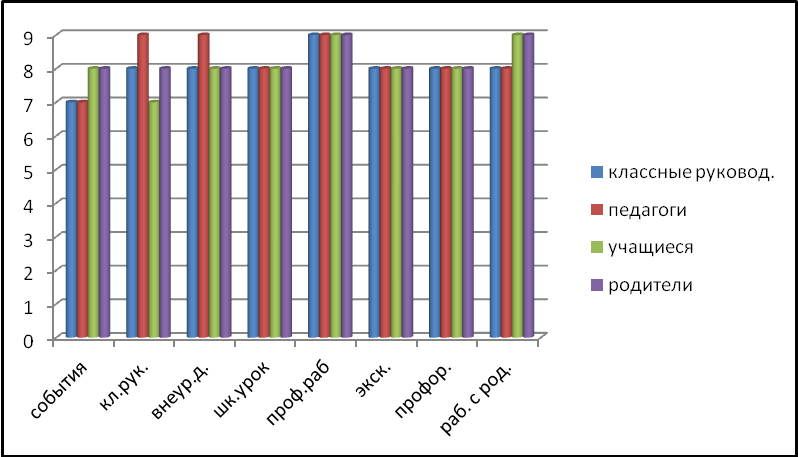 9
8
7
6
5
4
3
2
1
0
события
кл.рук.
внеур.д.
шк.урок
проф.раб
экск.
профор.
раб. с род.
классные руковод.
педагоги
учащиеся
родители